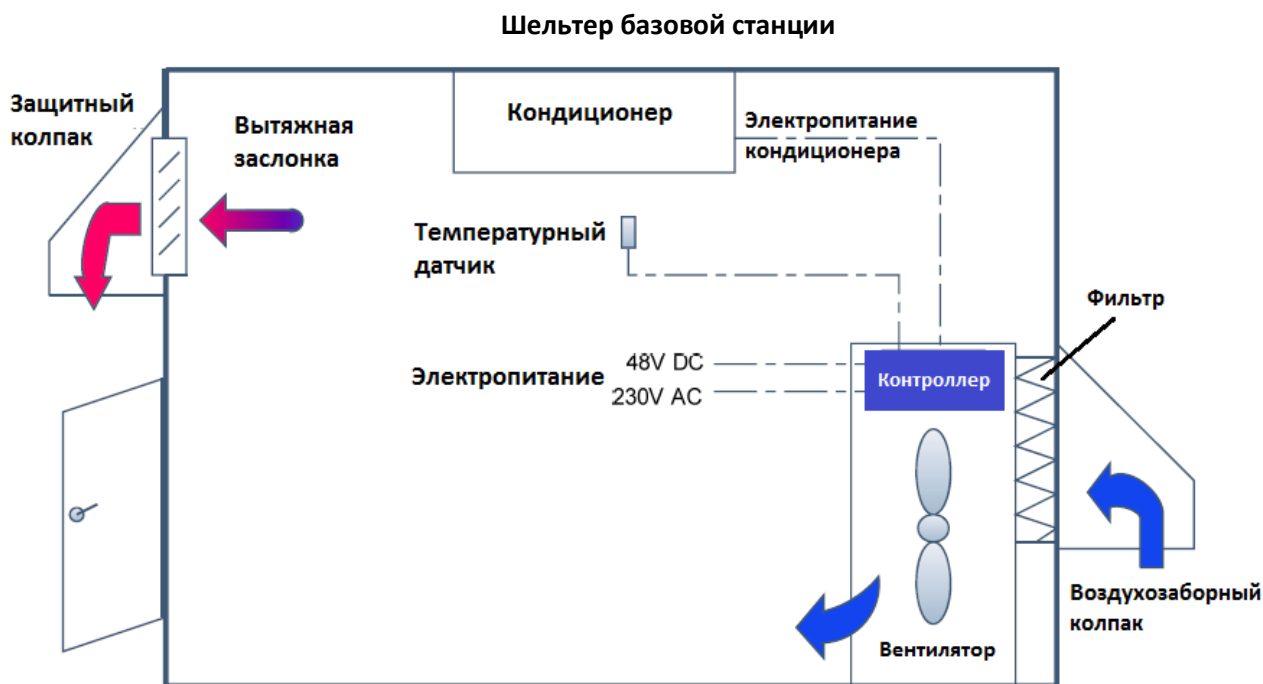 Шельтер базовой станции
Защитный
колпак
Вытяжная
заслонка
Кондиционер
Электропитание
кондиционера
Температурный
датчик
Фильтр
Электропитание
48V DC
230V AC
Контроллер
Воздухозаборный
колпак
Вентилятор